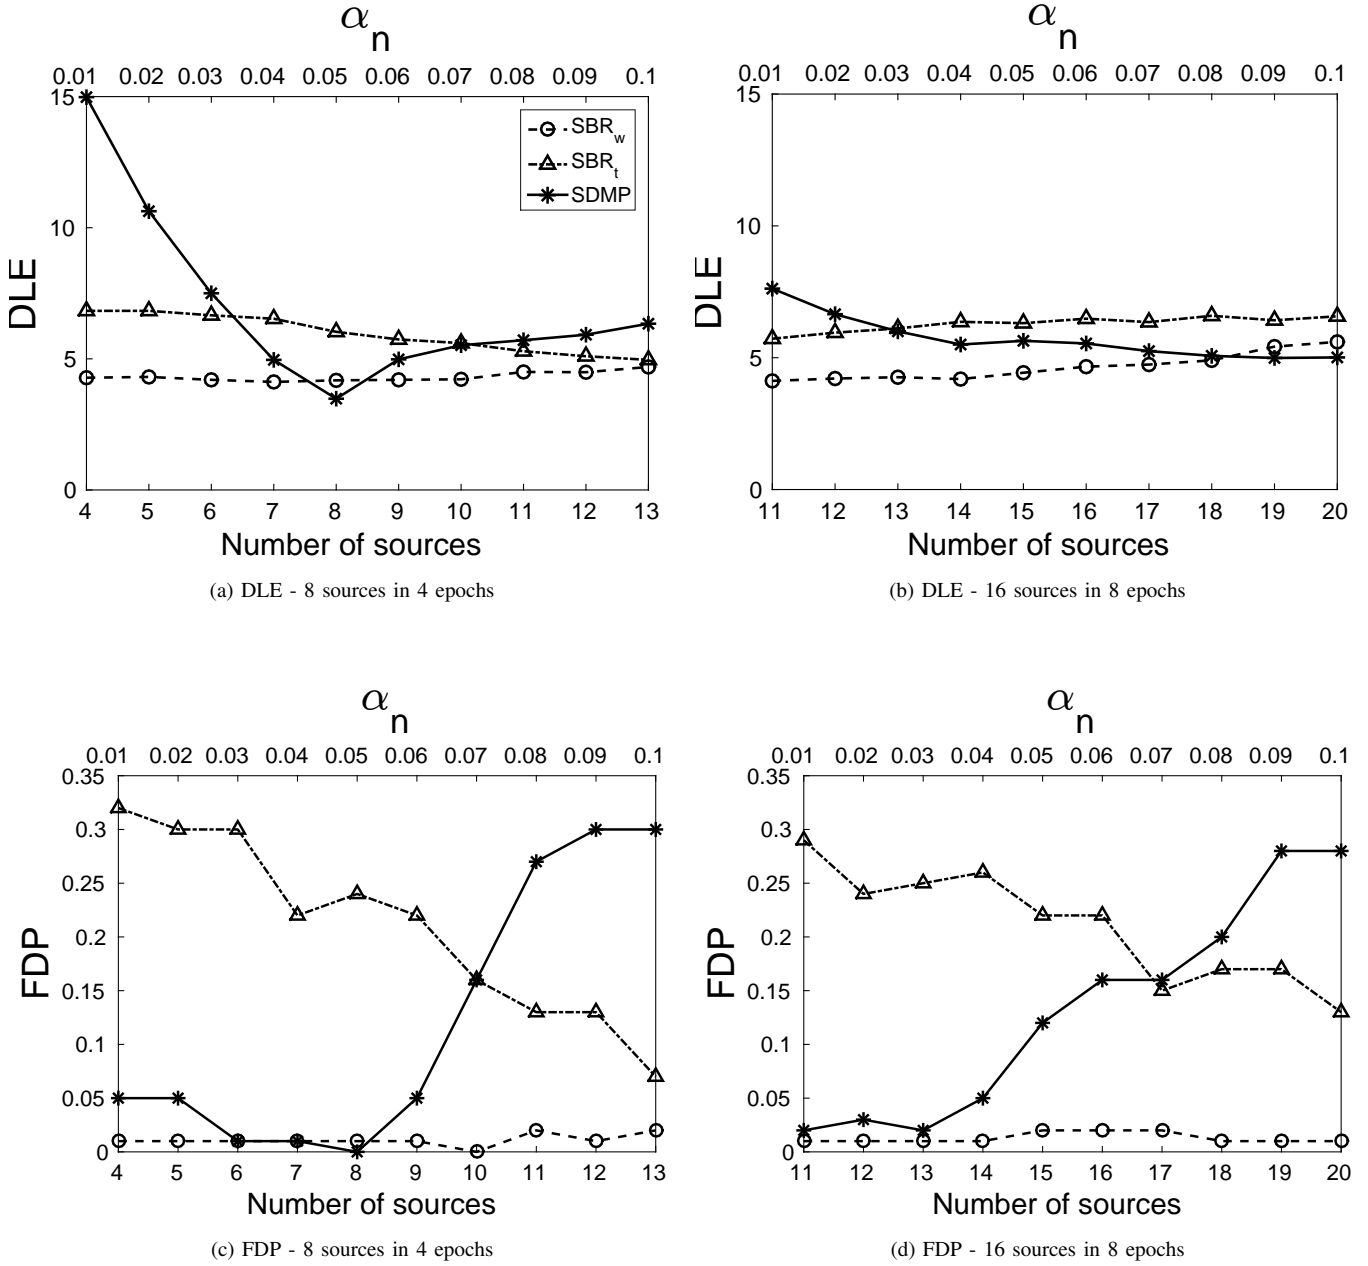 α n
0.01 0.02 0.03 0.04 0.05 0.06 0.07 0.08 0.09 0.1
15
10
5
0
DLE
SBR w
SBR t
SDMP
4 5 6 7 8 9 10 11 12 13
Number of sources
(a) DLE - 8 sources in 4 epochs
α n
0.01 0.02 0.03 0.04 0.05 0.06 0.07 0.08 0.09 0.1
15
10
5
0
DLE
11 12 13 14 15 16 17 18 19 20
Number of sources
(b) DLE - 16 sources in 8 epochs
α n
0.01 0.02 0.03 0.04 0.05 0.06 0.07 0.08 0.09 0.1
0.35
0.3
0.25
0.2
0.15
0.1
0.05
0
FDP
4 5 6 7 8 9 10 11 12 13
Number of sources
(c) FDP - 8 sources in 4 epochs
α n
0.01 0.02 0.03 0.04 0.05 0.06 0.07 0.08 0.09 0.1
0.35
0.3
0.25
0.2
0.15
0.1
0.05
0
FDP
11 12 13 14 15 16 17 18 19 20
Number of sources
(d) FDP - 16 sources in 8 epochs